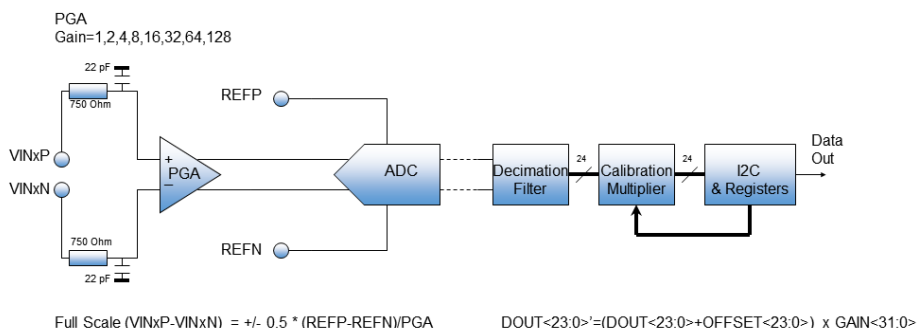 PGA
Gain=1,2,4,8,16,32,64,128
22 pF
750 Ohm
REFP
VINxP
VINxN
+
PGA
–
ADC
Decimation
Filter
24
Calibration
Multiplier
24
I2C
& Registers
Data
Out
750 Ohm
22 pF
REFN
Full Scale (VINxP-VINxN) = +/- 0.5 * (REFP-REFN)/PGA
DOUT<23:0>'=(DOUT<23:0>+OFFSET<23:0>) x GAIN<31:0>